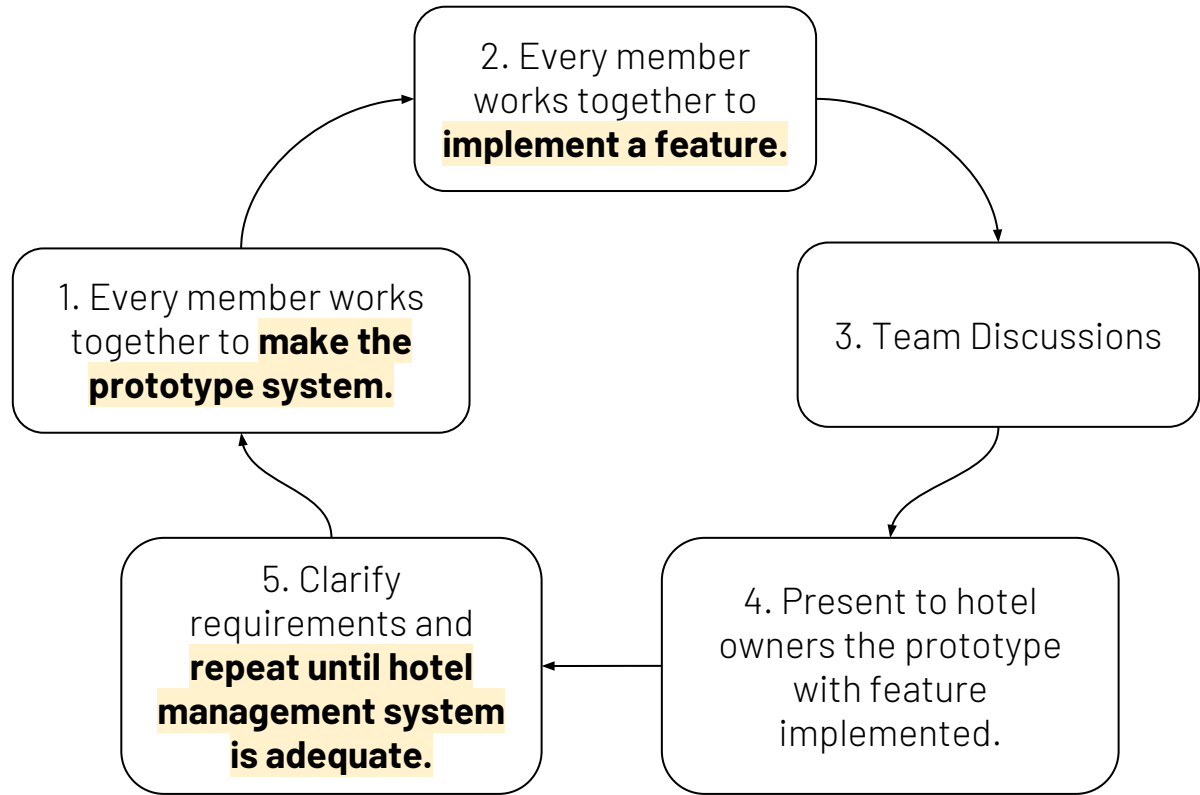 2. Every member
works together to
implement a feature.
1. Every member works
together to make the
prototype system.
3. Team Discussions
5. Clarify
requirements and
repeat until hotel
management system
is adequate.
4. Present to hotel
owners the prototype
with feature
implemented.